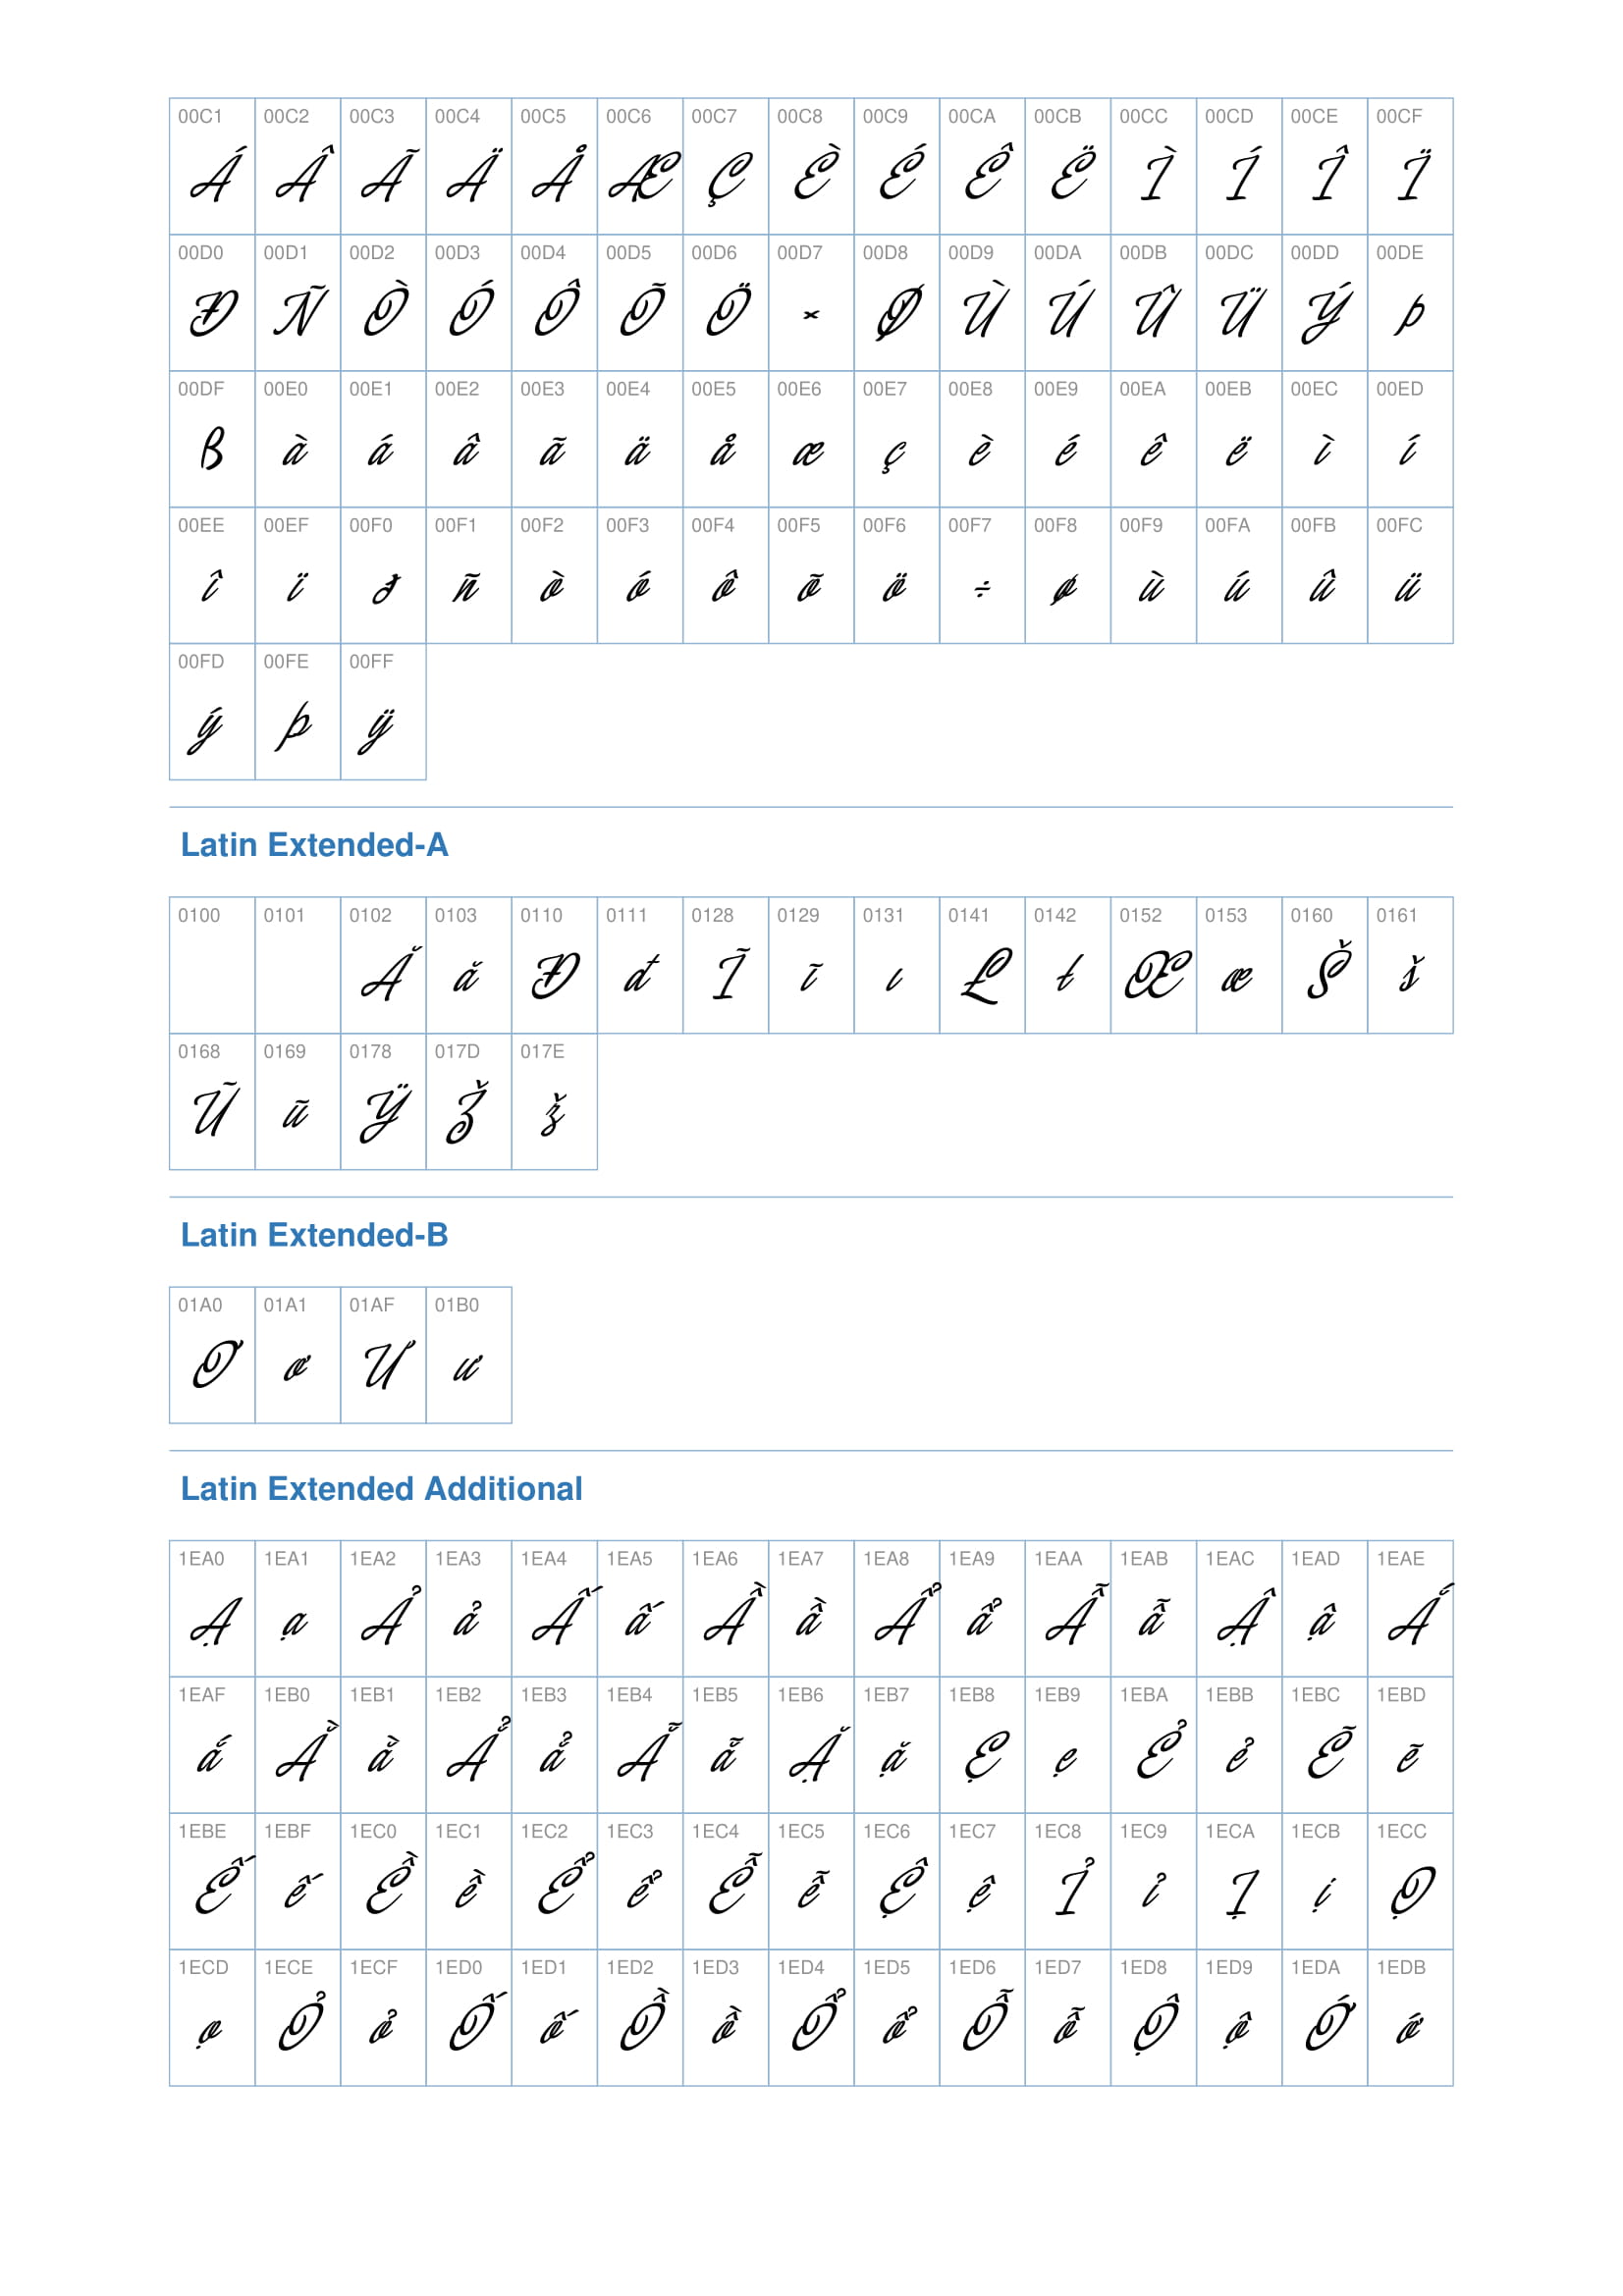 00C1 00C2 00C3 00C4 00C5 00C6 00C7 00C8 00C9 00CA 00CB 00CC 00CD 00CE 00CF
Á Â Ã Ä Å Æ Ç È É Ê Ë Ì Í Î Ï
00D0 00D1 00D2 00D3 00D4 00D5 00D6 00D7 00D8 00D9 00DA 00DB 00DC 00DD 00DE
Ð Ñ Ò Ó Ô Õ Ö × Ø Ù Ú Û Ü Ý Þ
00DF 00E0 00E1 00E2 00E3 00E4 00E5 00E6 00E7 00E8 00E9 00EA 00EB 00EC 00ED
ß à á â ã ä å æ ç è é ê ë ì í
00EE 00EF 00F0 00F1 00F2 00F3 00F4 00F5 00F6 00F7 00F8 00F9 00FA 00FB 00FC
î ï ð ñ ò ó ô õ ö ÷ ø ù ú û ü
00FD 00FE 00FF
ý þ ÿ
Latin Extended-A
0100 0101 0102 0103 0110 0111 0128 0129 0131 0141 0142 0152 0153 0160 0161
Ă ă Đ đ Ĩ ĩ ı Ł ł Œ œ Š š
0168 0169 0178 017D 017E
Ũ ũ Ÿ Ž ž
Latin Extended-B
01A0 01A1 01AF 01B0
Ơ ơ Ư ư
Latin Extended Additional
1EA0 1EA1 1EA2 1EA3 1EA4 1EA5 1EA6 1EA7 1EA8 1EA9 1EAA 1EAB 1EAC 1EAD 1EAE
Ạ ạ Ả ả Ấ ấ Ầ ầ Ẩ ẩ Ẫ ẫ Ậ ậ Ắ
1EAF 1EB0 1EB1 1EB2 1EB3 1EB4 1EB5 1EB6 1EB7 1EB8 1EB9 1EBA 1EBB 1EBC 1EBD
ắ Ằ ằ Ẳ ẳ Ẵ ẵ Ặ ặ Ẹ ẹ Ẻ ẻ Ẽ ẽ
1EBE 1EBF 1EC0 1EC1 1EC2 1EC3 1EC4 1EC5 1EC6 1EC7 1EC8 1EC9 1ECA 1ECB 1ECC
Ế ế Ề ề Ể ể Ễ ễ Ệ ệ Ỉ ỉ Ị ị Ọ
1ECD 1ECE 1ECF 1ED0 1ED1 1ED2 1ED3 1ED4 1ED5 1ED6 1ED7 1ED8 1ED9 1EDA 1EDB
ọ Ỏ ỏ Ố ố Ồ ồ Ổ ổ Ỗ ỗ Ộ ộ Ớ ớ